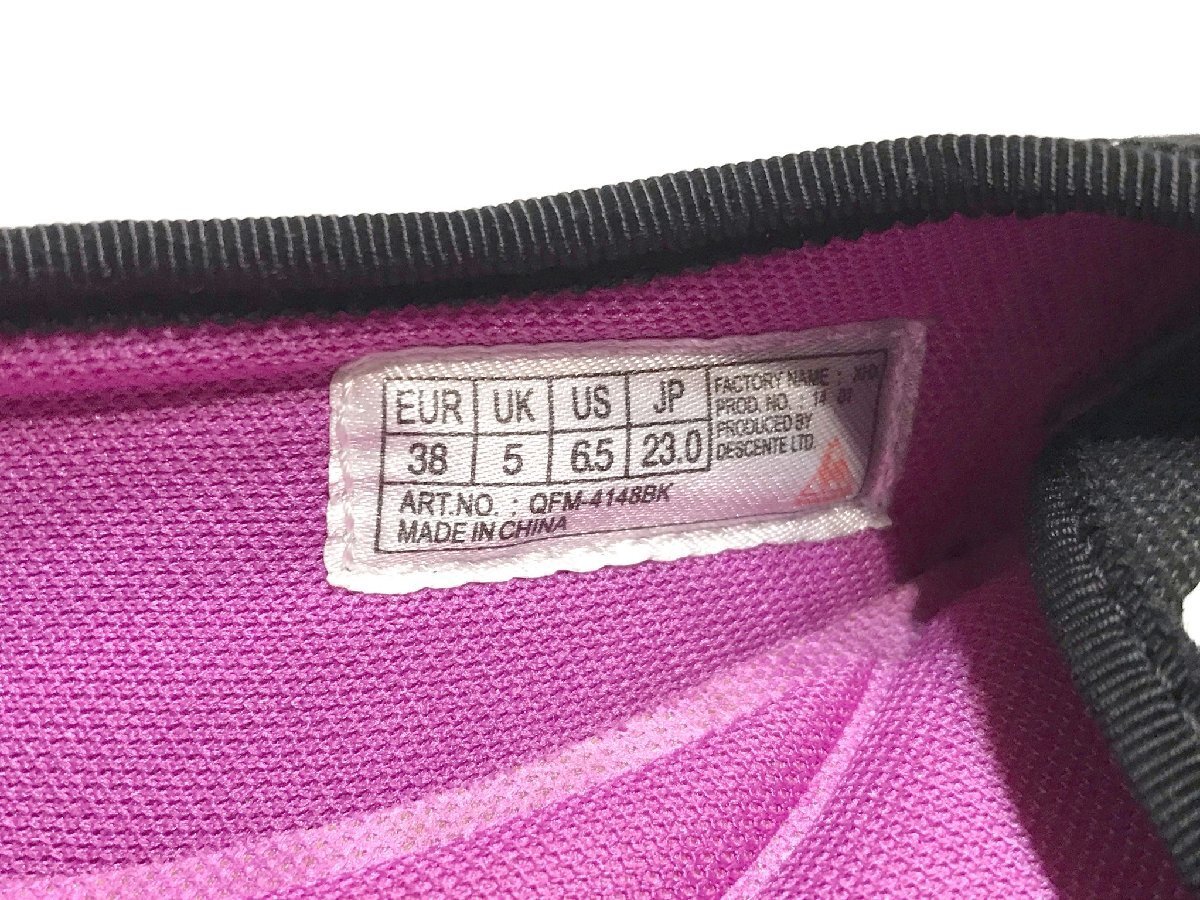 EUR UK US JP
38 5 6.5 23.0
ART.NO. : QFM-4148BK
MADE IN CHINA
FACTORY NAME :
PROD. NO. : 14
PRODUCED BY
DESCENTE LTD.